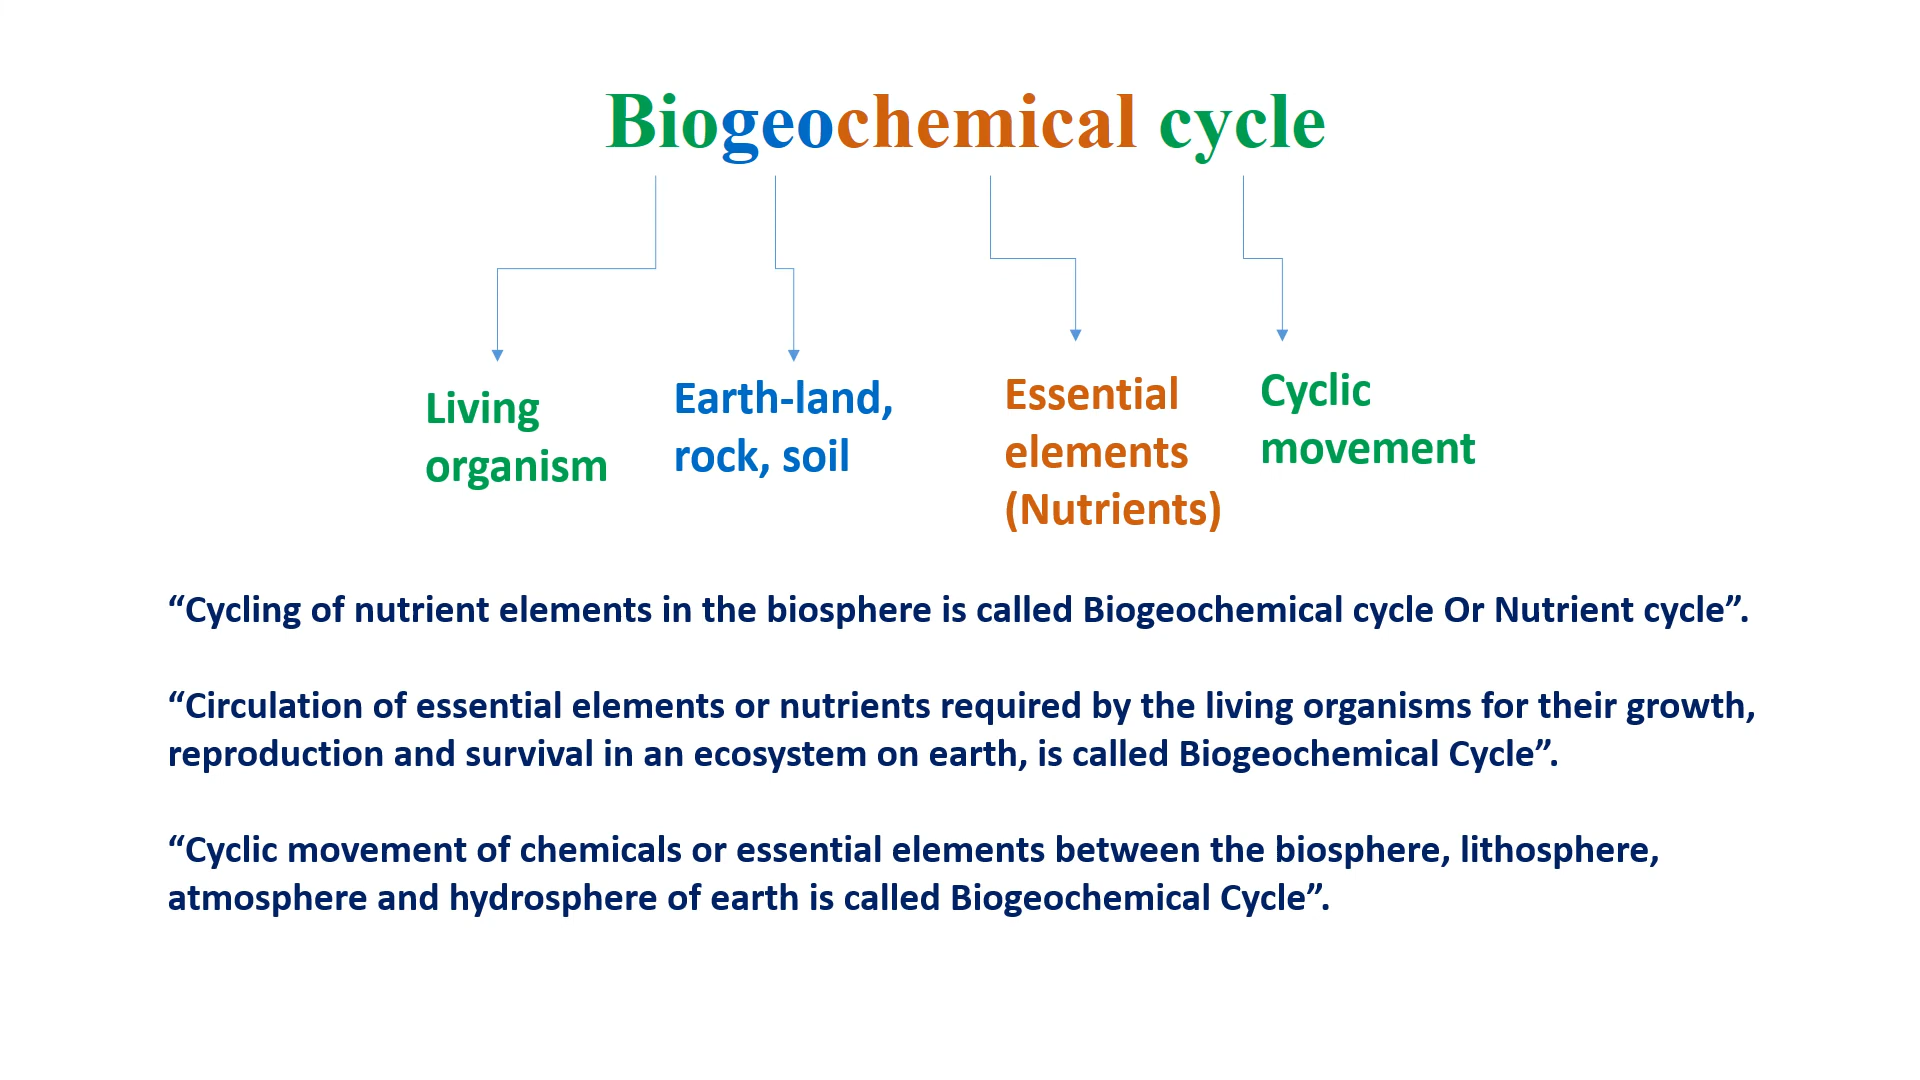 Biogeochemical cycle
Living
organism
Earth-land,
rock, soil
Essential
elements
(Nutrients)
Cyclic
movement
“Cycling of nutrient elements in the biosphere is called Biogeochemical cycle Or Nutrient cycle”.
“Circulation of essential elements or nutrients required by the living organisms for their growth,
reproduction and survival in an ecosystem on earth, is called Biogeochemical Cycle”.
“Cyclic movement of chemicals or essential elements between the biosphere, lithosphere,
atmosphere and hydrosphere of earth is called Biogeochemical Cycle”.